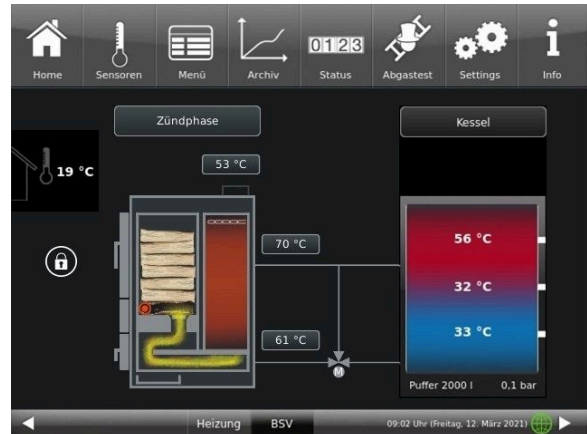 Home Sensoren Menü Archiv 0123 Status Abgastest Settings i Info
Zündphase
Kessel
53 °C
19 °C
70 °C
56 °C
32 °C
61 °C
33 °C
M
Puffer 2000 l 0,1 bar
Heizung BSV 09:02 Uhr (Freitag, 12. März 2021)